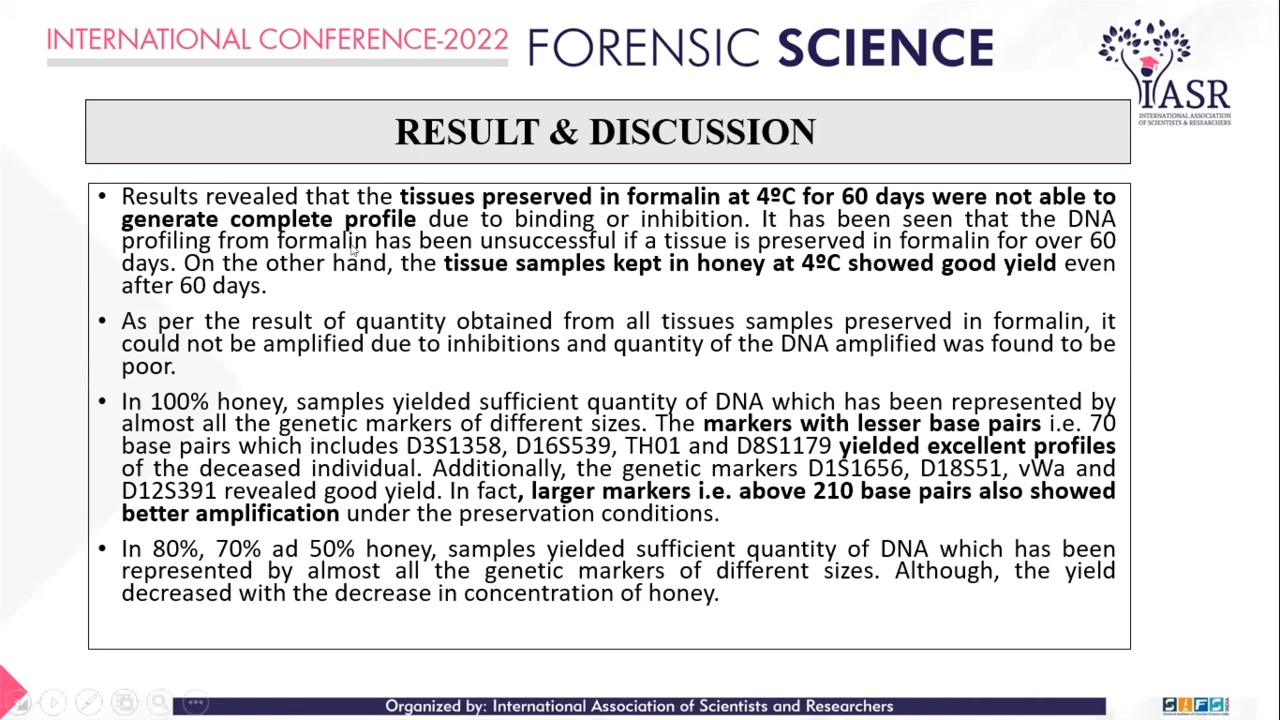 INTERNATIONAL CONFERENCE-2022 FORENSIC SCIENCE
IASR
INTERNATIONAL ASSOCIATION
OF SCIENTISTS & RESEARCHERS
RESULT & DISCUSSION
• Results revealed that the tissues preserved in formalin at 4ºC for 60 days were not able to
generate complete profile due to binding or inhibition. It has been seen that the DNA
profiling from formalin has been unsuccessful if a tissue is preserved in formalin for over 60
days. On the other hand, the tissue samples kept in honey at 4ºC showed good yield even
after 60 days.
• As per the result of quantity obtained from all tissues samples preserved in formalin, it
could not be amplified due to inhibitions and quantity of the DNA amplified was found to be
poor.
• In 100% honey, samples yielded sufficient quantity of DNA which has been represented by
almost all the genetic markers of different sizes. The markers with lesser base pairs i.e. 70
base pairs which includes D3S1358, D16S539, TH01 and D8S1179 yielded excellent profiles
of the deceased individual. Additionally, the genetic markers D1S1656, D18S51, vWa and
D12S391 revealed good yield. In fact, larger markers i.e. above 210 base pairs also showed
better amplification under the preservation conditions.
• In 80%, 70% ad 50% honey, samples yielded sufficient quantity of DNA which has been
represented by almost all the genetic markers of different sizes. Although, the yield
decreased with the decrease in concentration of honey.
Organized by: International Association of Scientists and Researchers
SIFS